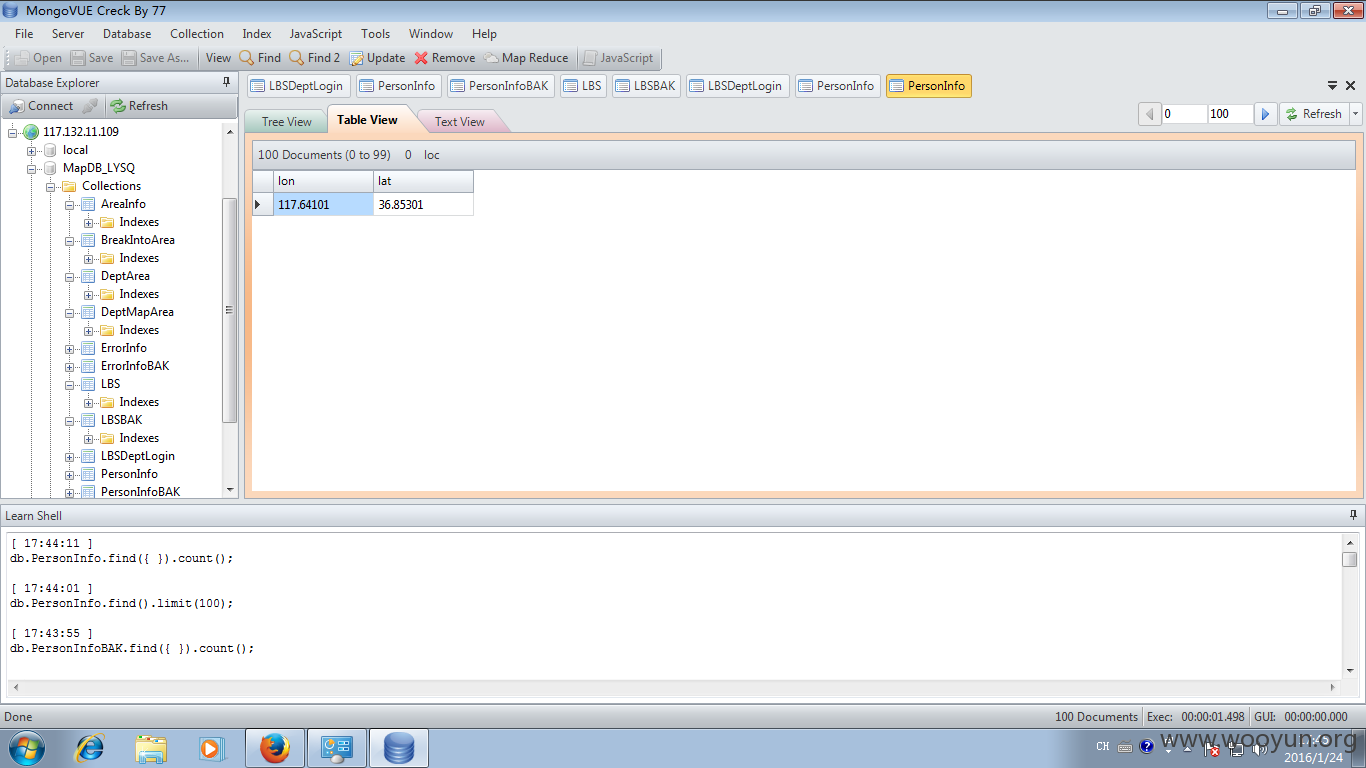 MongoVUE Creck By 77
File Server Database Collection Index JavaScript Tools Window Help
Open Save Save As... View Find Find 2 Update Remove Map Reduce JavaScript
Database Explorer
Connect Refresh
117.132.11.109
local
MapDB_LYSQ
Collections
AreaInfo
Indexes
BreakIntoArea
Indexes
DeptArea
Indexes
DeptMapArea
Indexes
ErrorInfo
ErrorInfoBAK
LBS
Indexes
LBSBAK
Indexes
LBSDeptLogin
PersonInfo
PersonInfoBAK
LBSDeptLogin PersonInfo PersonInfoBAK LBS LBSBAK LBSDeptLogin PersonInfo PersonInfo
Tree View Table View Text View
0 100 Refresh
100 Documents (0 to 99) 0 loc
lon lat
117.64101 36.85301
Learn Shell
[ 17:44:11 ]
db.PersonInfo.find({ }).count();
[ 17:44:01 ]
db.PersonInfo.find().limit(100);
[ 17:43:55 ]
db.PersonInfoBAK.find({ }).count();
Done
100 Documents Exec: 00:00:01.498 GUI: 00:00:00.000
CH
www.wooyun.org
2016/1/24